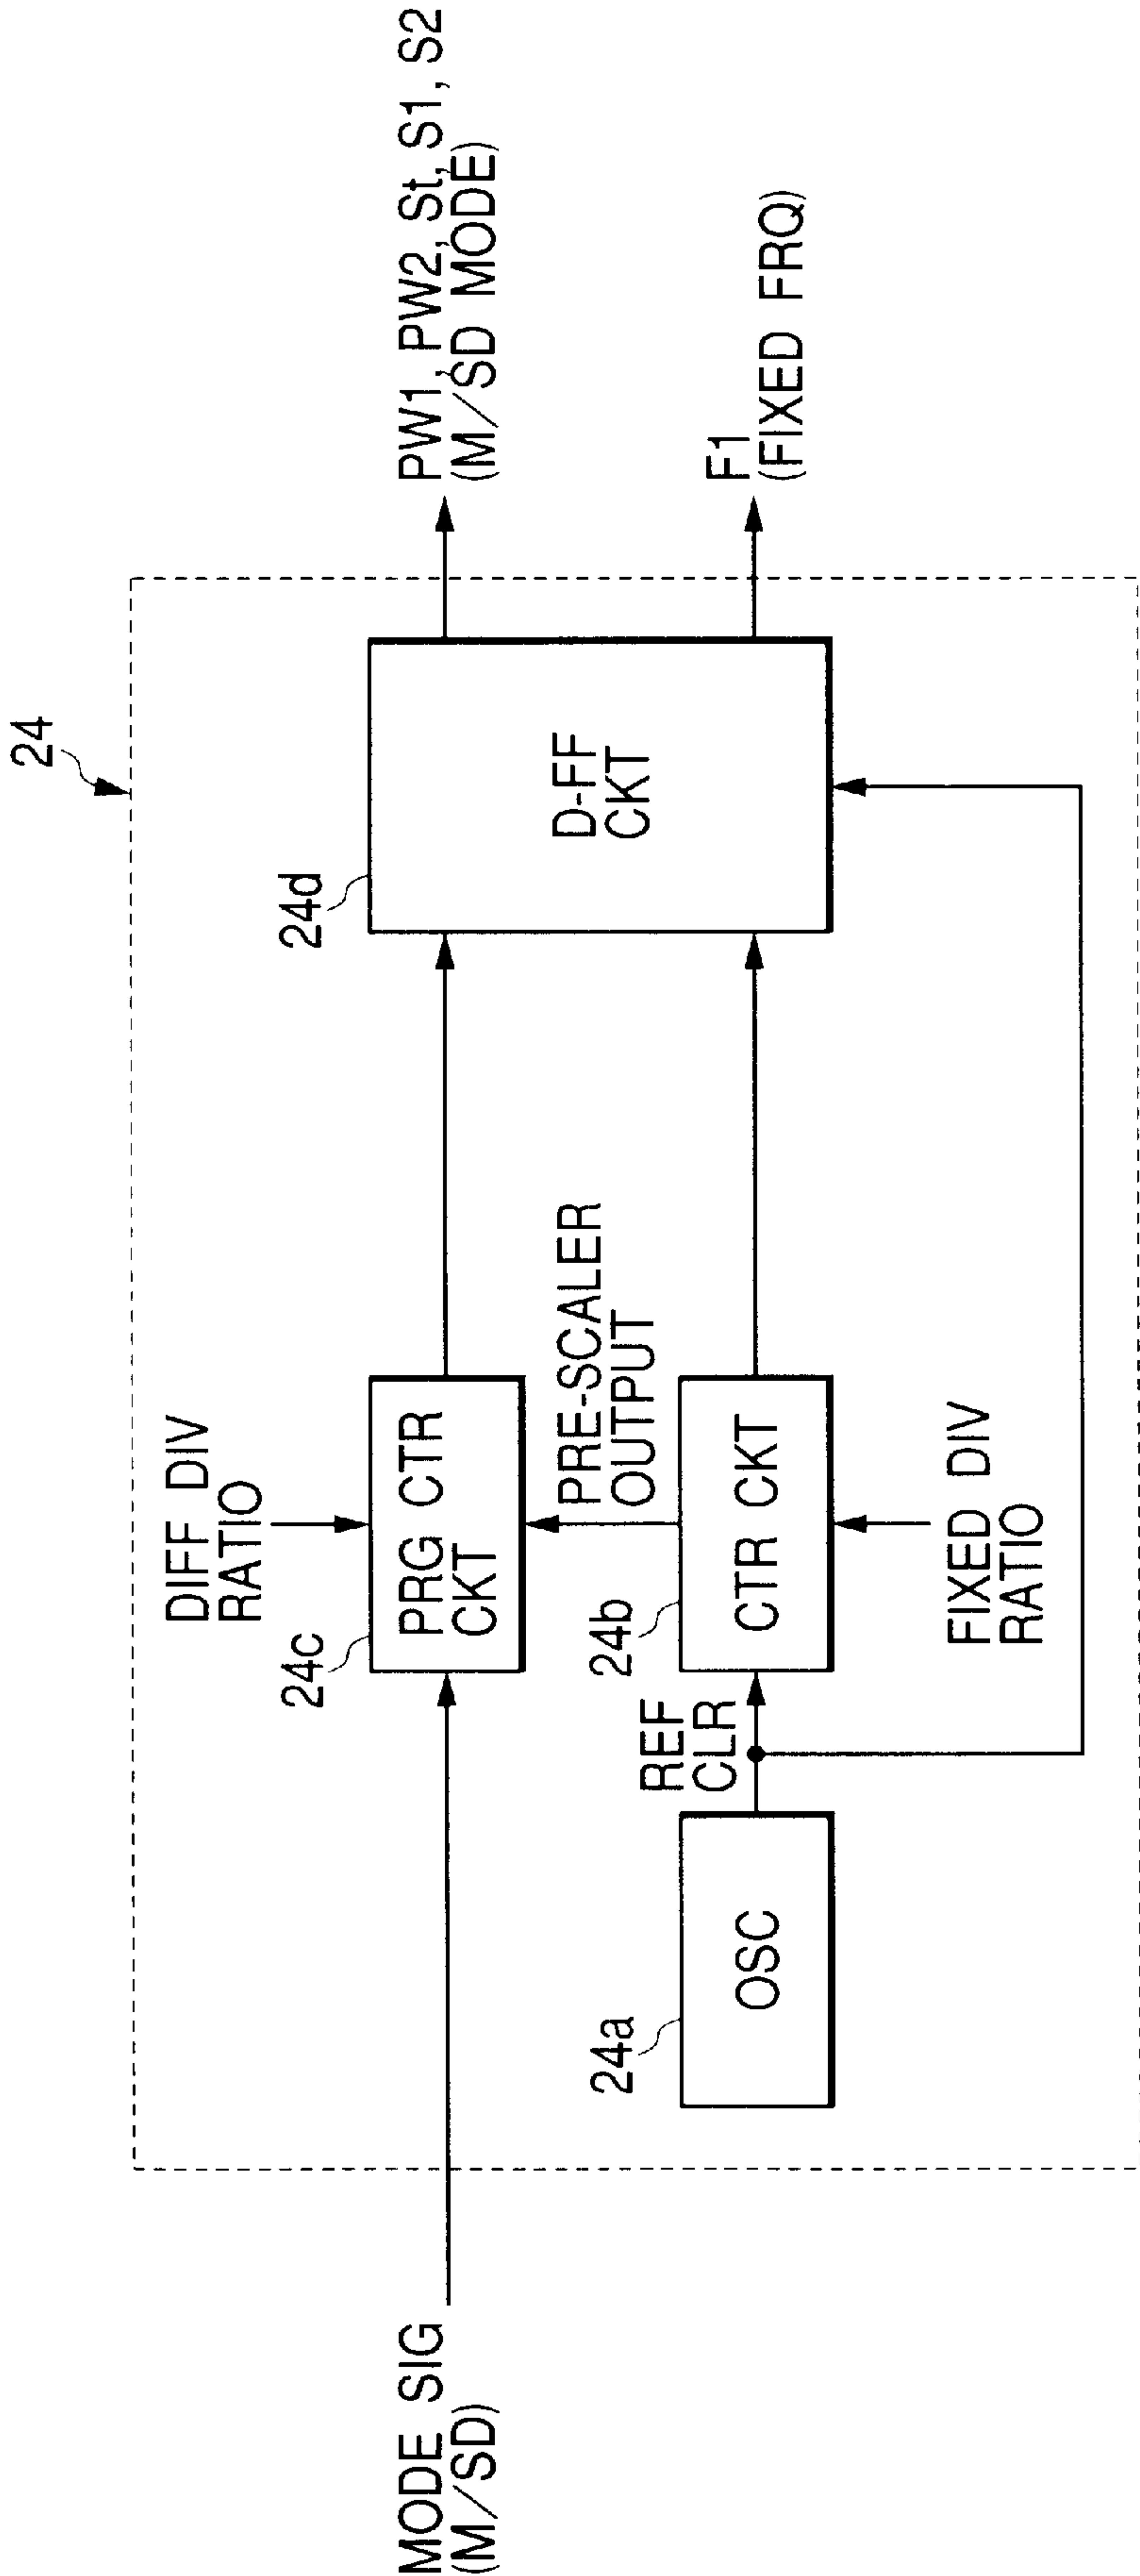 24
MODE SIG
(M/SD)
DIFF DIV
RATIO
24c
PRG CTR
CKT
PRE-SCALER
OUTPUT
24a
OSC
REF
CLR
24b
CTR CKT
FIXED DIV
RATIO
24d
D-FF
CKT
PW1, PW2, St, S1, S2
(M/SD MODE)
F1
(FIXED FRQ)